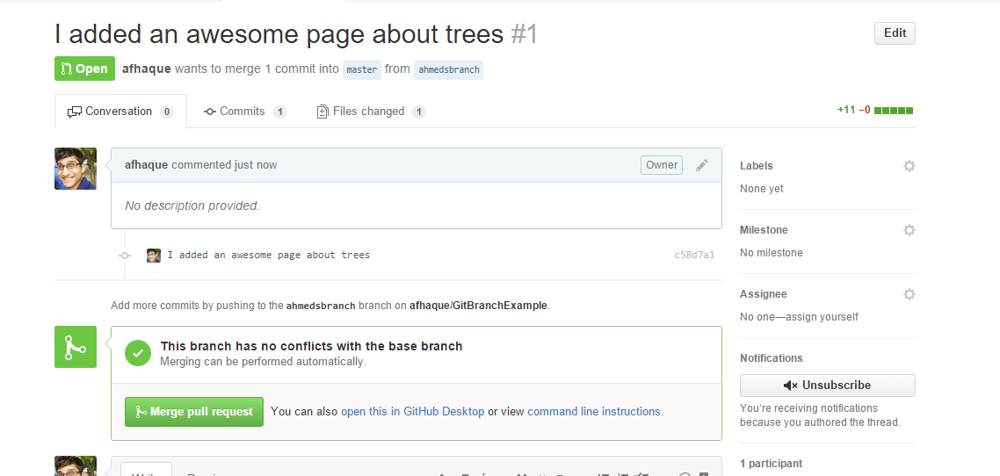 I added an awesome page about trees #1
Edit
Open afhaque wants to merge 1 commit into master from ahmedsbranch
Conversation 0 Commits 1 Files changed 1
+11 −0
afhaque commented just now
Owner
No description provided.
I added an awesome page about trees c58d7a1
Add more commits by pushing to the ahmedsbranch branch on afhaque/GitBranchExample.
This branch has no conflicts with the base branch
Merging can be performed automatically.
Merge pull request You can also open this in GitHub Desktop or view command line instructions.
Labels
None yet
Milestone
No milestone
Assignee
No one—assign yourself
Notifications
Unsubscribe
You're receiving notifications
because you authored the thread.
1 participant